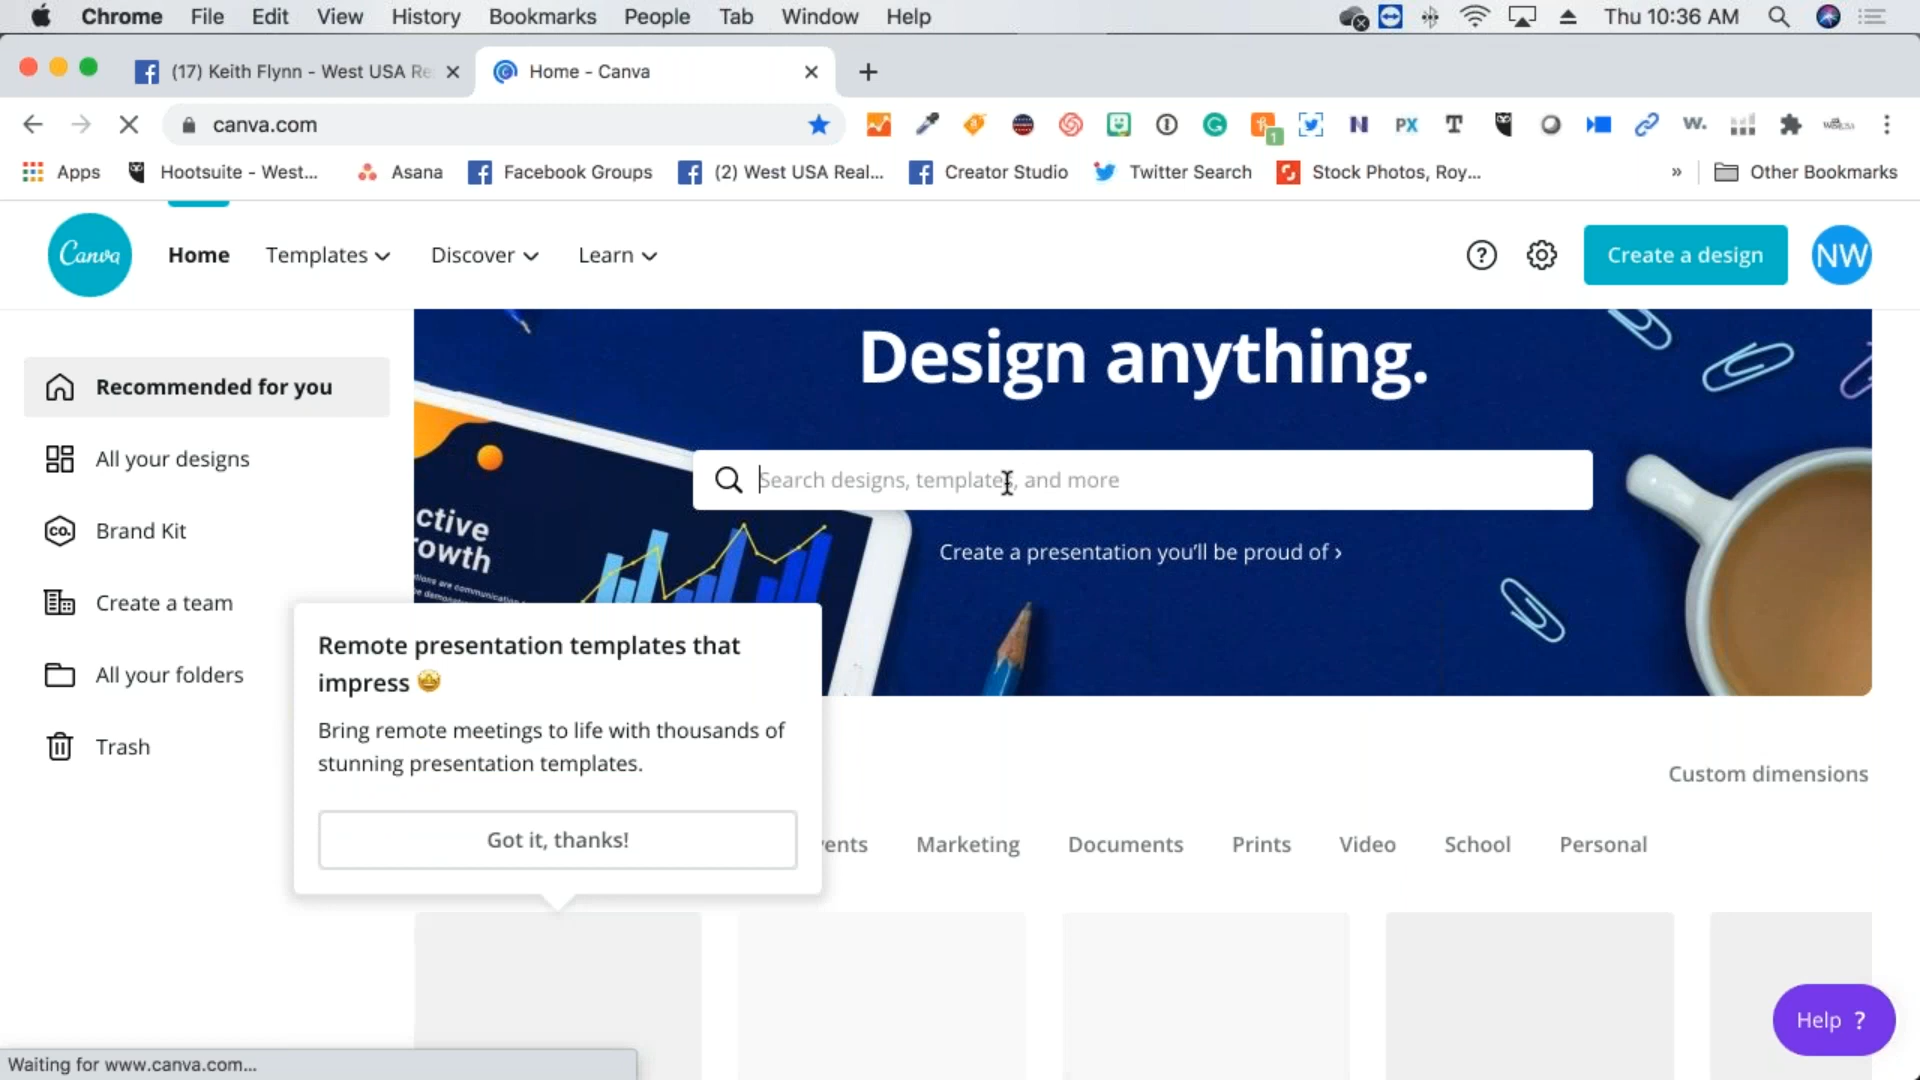 Chrome File Edit View History Bookmarks People Tab Window Help Thu 10:36 AM
(17) Keith Flynn - West USA Re
Home - Canva
canva.com
1 N PX T W.
Apps Hootsuite - West... Asana Facebook Groups (2) West USA Real... Creator Studio Twitter Search Stock Photos, Roy... » Other Bookmarks
Canva Home Templates Discover Learn ? Create a design NW
Design anything.
Recommended for you
All your designs
Search designs, templates, and more
CO. Brand Kit
ctive
owth
Create a presentation you'll be proud of ›
Create a team
All your folders
Trash
Remote presentation templates that
impress 🤩
Bring remote meetings to life with thousands of
stunning presentation templates.
Got it, thanks!
Custom dimensions
ents Marketing Documents Prints Video School Personal
Help ?
Waiting for www.canva.com...